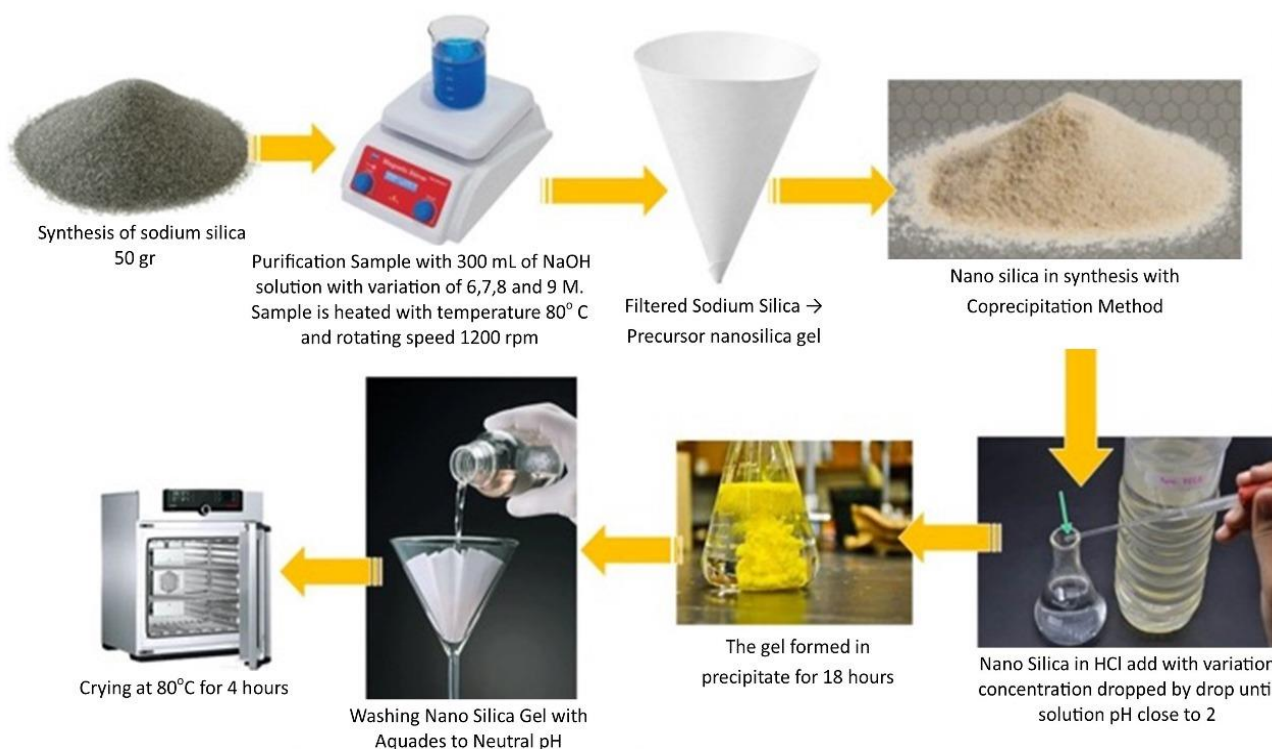 Synthesis of sodium silica
50 gr
Purification Sample with 300 mL of NaOH
solution with variation of 6,7,8 and 9 M.
Sample is heated with temperature 80° C
and rotating speed 1200 rpm
Filtered Sodium Silica →
Precursor nanosilica gel
Nano silica in synthesis with
Coprecipitation Method
Nano Silica in HCl add with variation
concentration dropped by drop unti
solution pH close to 2
The gel formed in
precipitate for 18 hours
Washing Nano Silica Gel with
Aquades to Neutral pH
Crying at 80°C for 4 hours